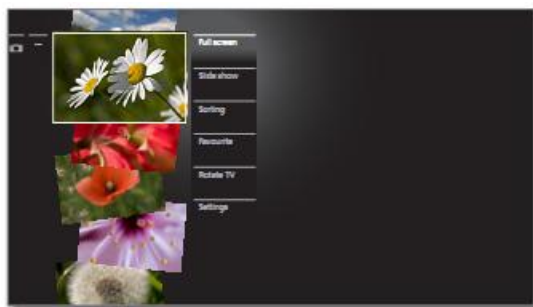 Full screen
Slide show
Sorting
Favourite
Rotate TV
Settings